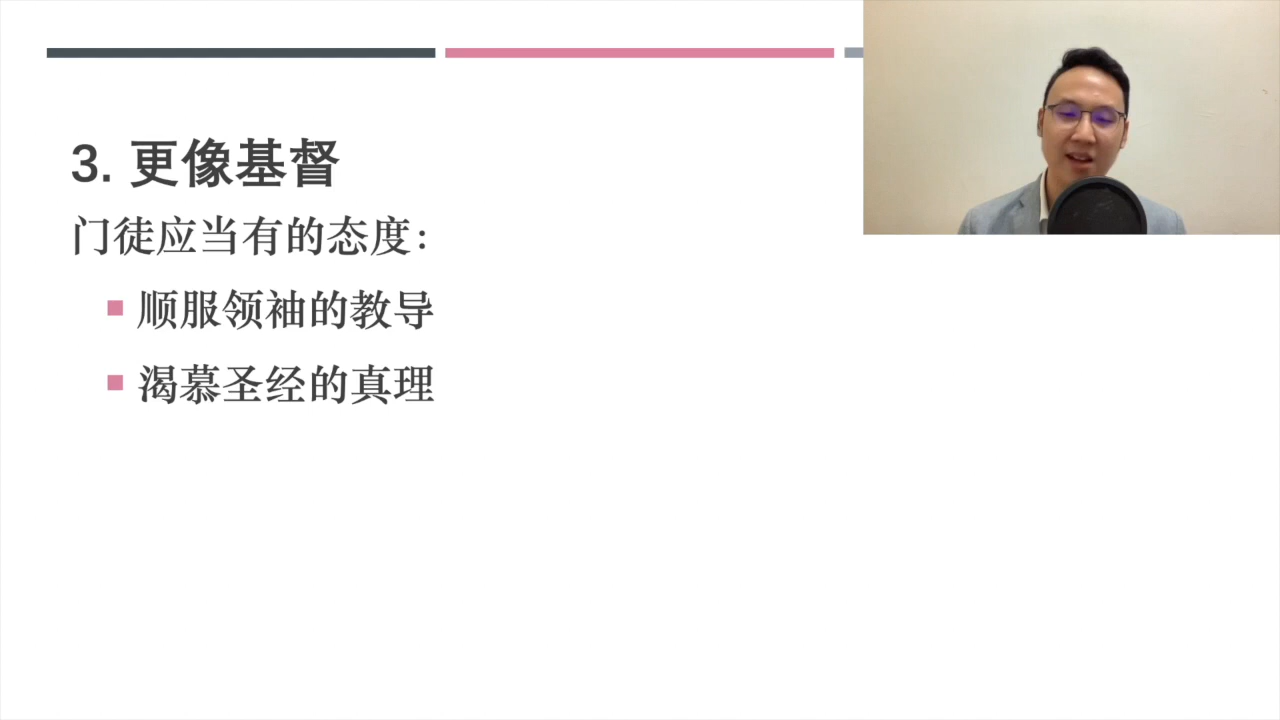 3. 更像基督
门徒应当有的态度：
顺服领袖的教导
渴慕圣经的真理